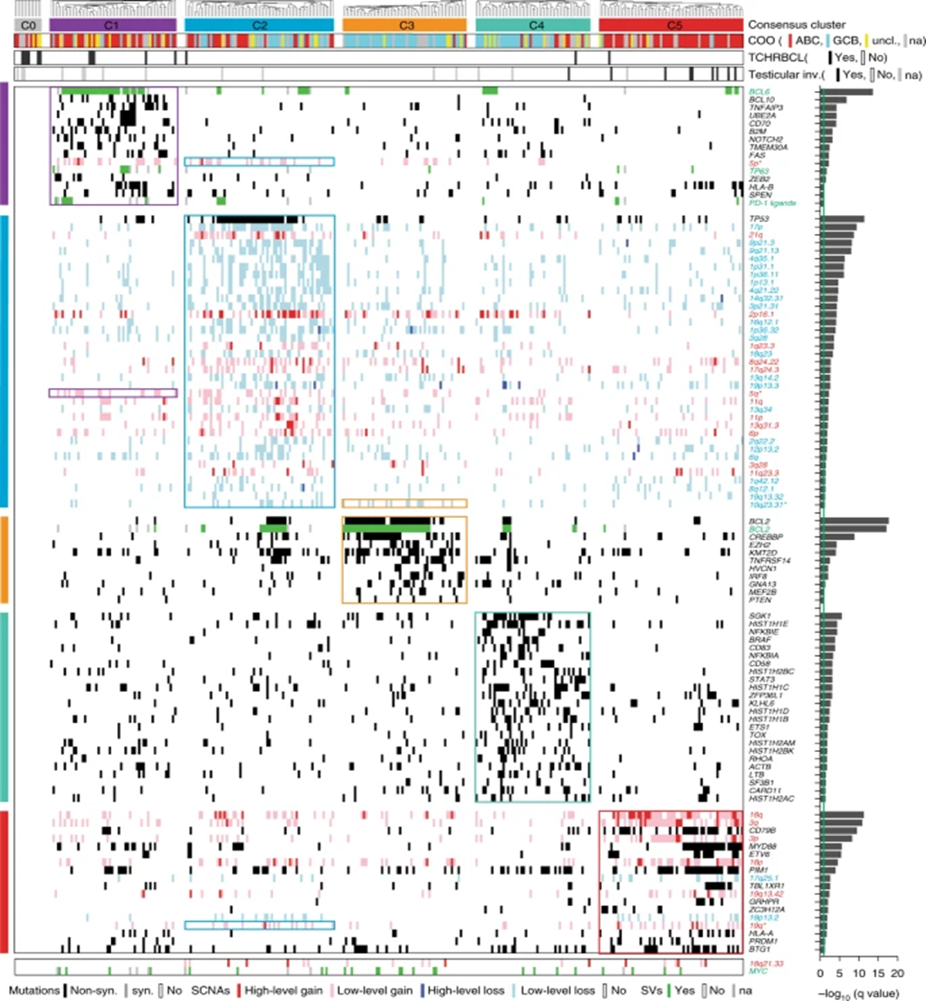 C0 C1 C2 C3 C4 C5 Consensus cluster
COO ( ABC, GCB, uncl., na)
TCHRBCL( Yes, No)
Testicular inv.( Yes, No, na)
BCL6
BCL10
TNFAIP3
UBE2A
CD70
B2M
NOTCH2
TMEM30A
FAS
5p*
TP63
ZEB2
HLA-B
SPEN
PD-1 ligands
TP53
17p
21q
9p21.3
9q21.13
4q35.1
1p31.1
1p36.11
1p13.1
4q21.22
14q32.31
3p21.31
2p16.1
16q12.1
1p36.32
3q28
1q23.3
18q23
8q24.22
17q24.3
13q14.2
19p13.3
5q*
11q
13q34
11p
13q31.3
6p
2q22.2
12p13.2
6q
3q28
11q23.3
1q42.12
8q12.1
19q13.32
10q23.31*
BCL2
BCL2
CREBBP
EZH2
KMT2D
TNFRSF14
HVCN1
IRF8
GNA13
MEF2B
PTEN
SGK1
HIST1H1E
NFKBIE
BRAF
CD83
NFKBIA
CD58
HIST1H2BC
STAT3
HIST1H1C
ZFP36L1
KLHL6
HIST1H1D
HIST1H1B
ETS1
TOX
HIST1H2AM
HIST1H2BK
RHOA
ACTB
LTB
SF3B1
CARD11
HIST1H2AC
18q
3q
CD79B
3p
MYD88
ETV6
18p
PIM1
17q25.1
TBL1XR1
19q13.42
GRHPR
ZC3H12A
19p13.2
19q*
HLA-A
PRDM1
BTG1
18q21.33
MYC
0 5 10 15 20
–log10 (q value)
Mutations Non-syn. syn. No SCNAs High-level gain Low-level gain High-level loss Low-level loss No SVs Yes No na